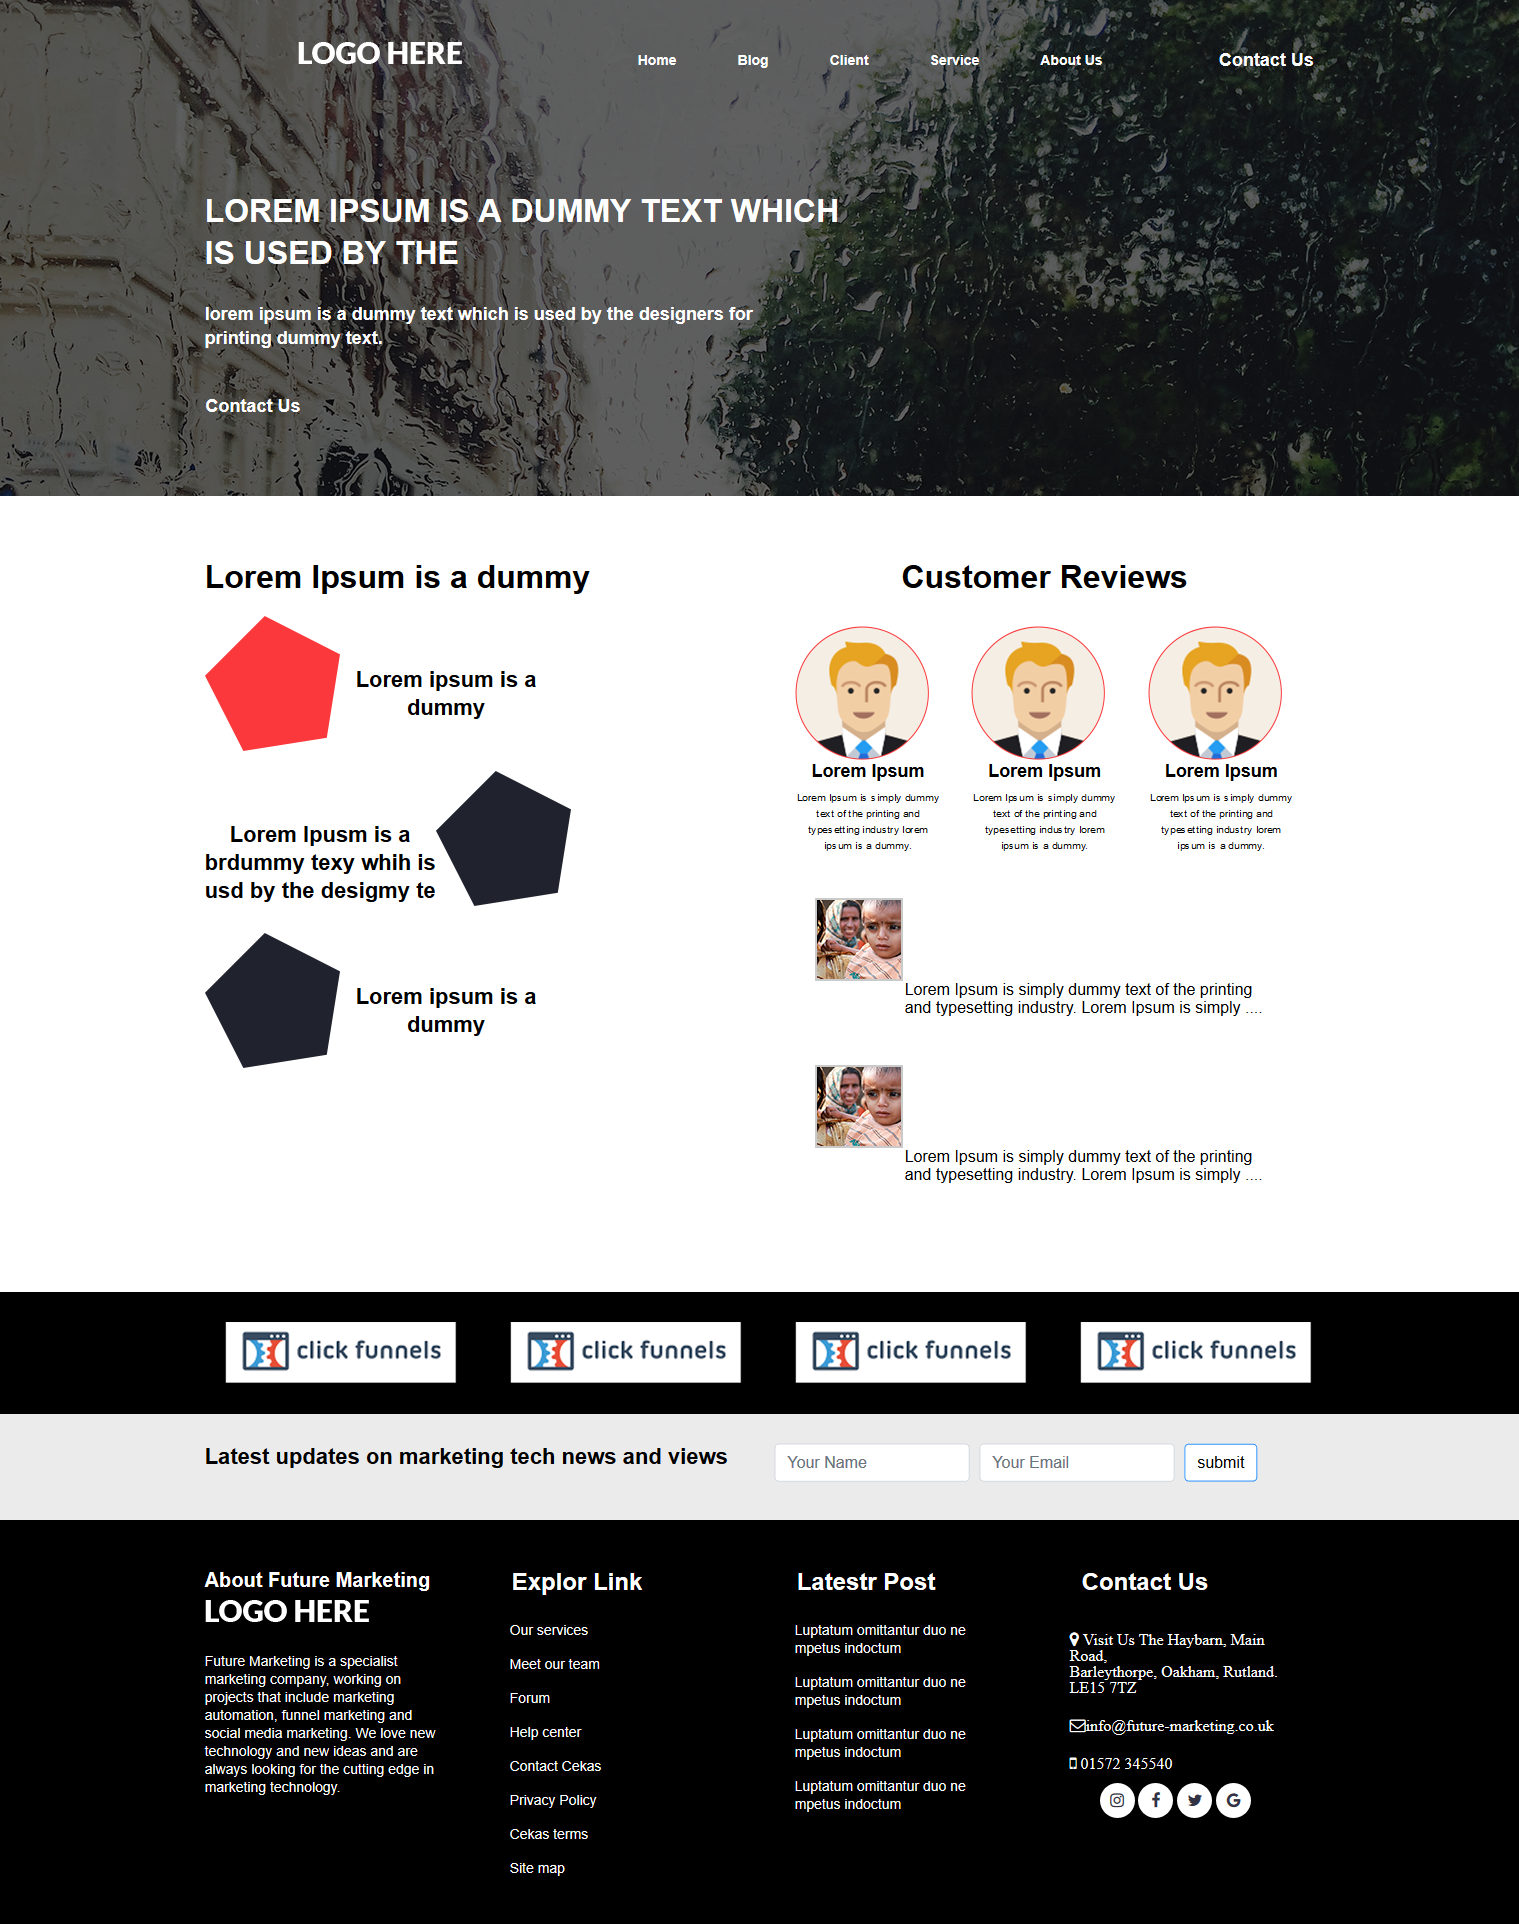 LOGO HERE
Home Blog Client Service About Us Contact Us
LOREM IPSUM IS A DUMMY TEXT WHICH
IS USED BY THE
lorem ipsum is a dummy text which is used by the designers for
printing dummy text.
Contact Us
Lorem Ipsum is a dummy
Lorem ipsum is a
dummy
Lorem Ipusm is a
brdummy texy whih is
usd by the desigmy te
Lorem ipsum is a
dummy
Customer Reviews
Lorem Ipsum
Lorem Ipsum is simply dummy
text of the printing and
typesetting industry lorem
ipsum is a dummy.
Lorem Ipsum
Lorem Ipsum is simply dummy
text of the printing and
typesetting industry lorem
ipsum is a dummy.
Lorem Ipsum
Lorem Ipsum is simply dummy
text of the printing and
typesetting industry lorem
ipsum is a dummy.
Lorem Ipsum is simply dummy text of the printing
and typesetting industry. Lorem Ipsum is simply ....
Lorem Ipsum is simply dummy text of the printing
and typesetting industry. Lorem Ipsum is simply ....
click funnels click funnels click funnels click funnels
Latest updates on marketing tech news and views
Your Name Your Email submit
About Future Marketing
LOGO HERE
Future Marketing is a specialist
marketing company, working on
projects that include marketing
automation, funnel marketing and
social media marketing. We love new
technology and new ideas and are
always looking for the cutting edge in
marketing technology.
Explor Link
Our services
Meet our team
Forum
Help center
Contact Cekas
Privacy Policy
Cekas terms
Site map
Latestr Post
Luptatum omittantur duo ne
mpetus indoctum
Luptatum omittantur duo ne
mpetus indoctum
Luptatum omittantur duo ne
mpetus indoctum
Luptatum omittantur duo ne
mpetus indoctum
Contact Us
Visit Us The Haybarn, Main
Road,
Barleythorpe, Oakham, Rutland.
LE15 7TZ
info@future-marketing.co.uk
01572 345540